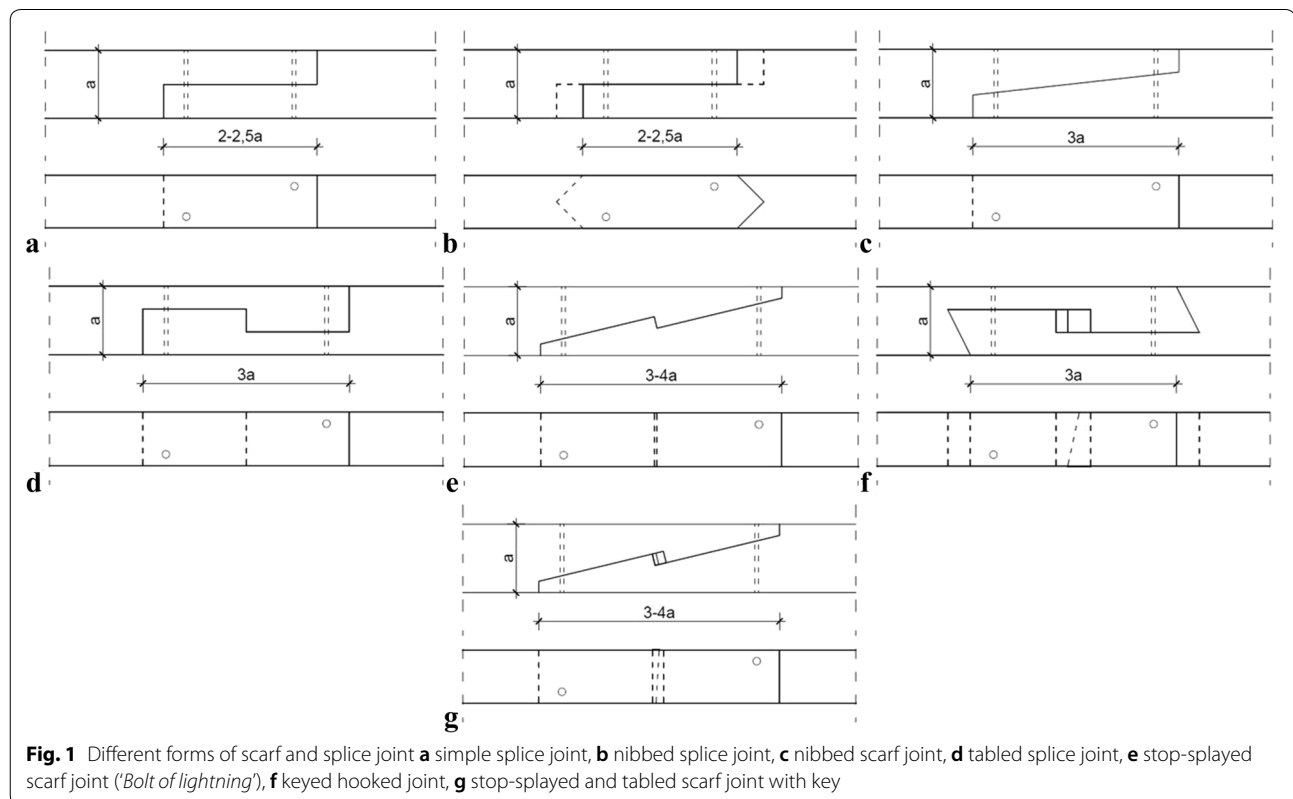 a
2-2,5a
a
a
2-2,5a
b
a
3a
c
a
3a
d
a
3-4a
e
a
3a
f
a
3-4a
g
Fig. 1 Different forms of scarf and splice joint a simple splice joint, b nibbed splice joint, c nibbed scarf joint, d tabled splice joint, e stop-splayed
scarf joint ('Bolt of lightning'), f keyed hooked joint, g stop-splayed and tabled scarf joint with key